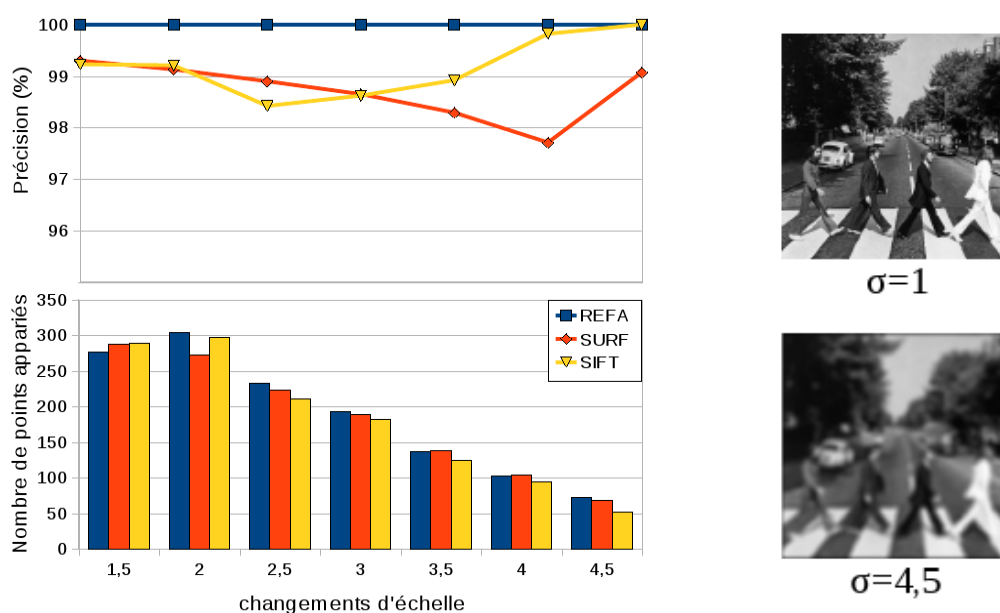 Précision (%)
100
99
98
97
96
Nombre de points appariés
350
300
250
200
150
100
50
0
REFA
SURF
SIFT
1,5 2 2,5 3 3,5 4 4,5
changements d'échelle
σ=1
σ=4,5